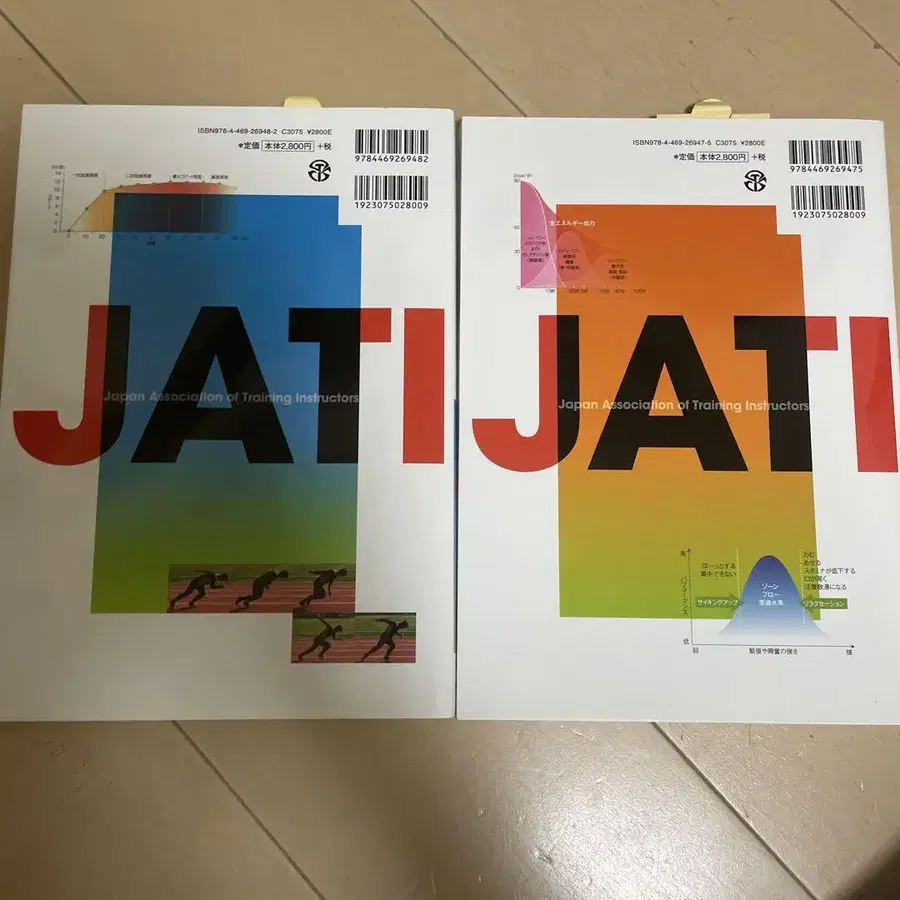 ISBN978-4-469-26948-2 C3075 ¥2800E
*定価 本体2,800円 +税
9784469269482
1923075028009
JATI
Japan Association of Training Instructors
ISBN978-4-469-26947-5 C3075 ¥2800E
*定価 本体2,800円 +税
9784469269475
1923075028009
全エネルギー出力
JATI
Japan Association of Training Instructors
高
パフォーマンス
低
ぼーっとする
集中できない
サイキングアップ
ゾーン
フロー
至適水準
力む
あせる
スタミナが低下する
口が渇く
注意散漫になる
リラクセーション
弱
緊張や興奮の強さ
強